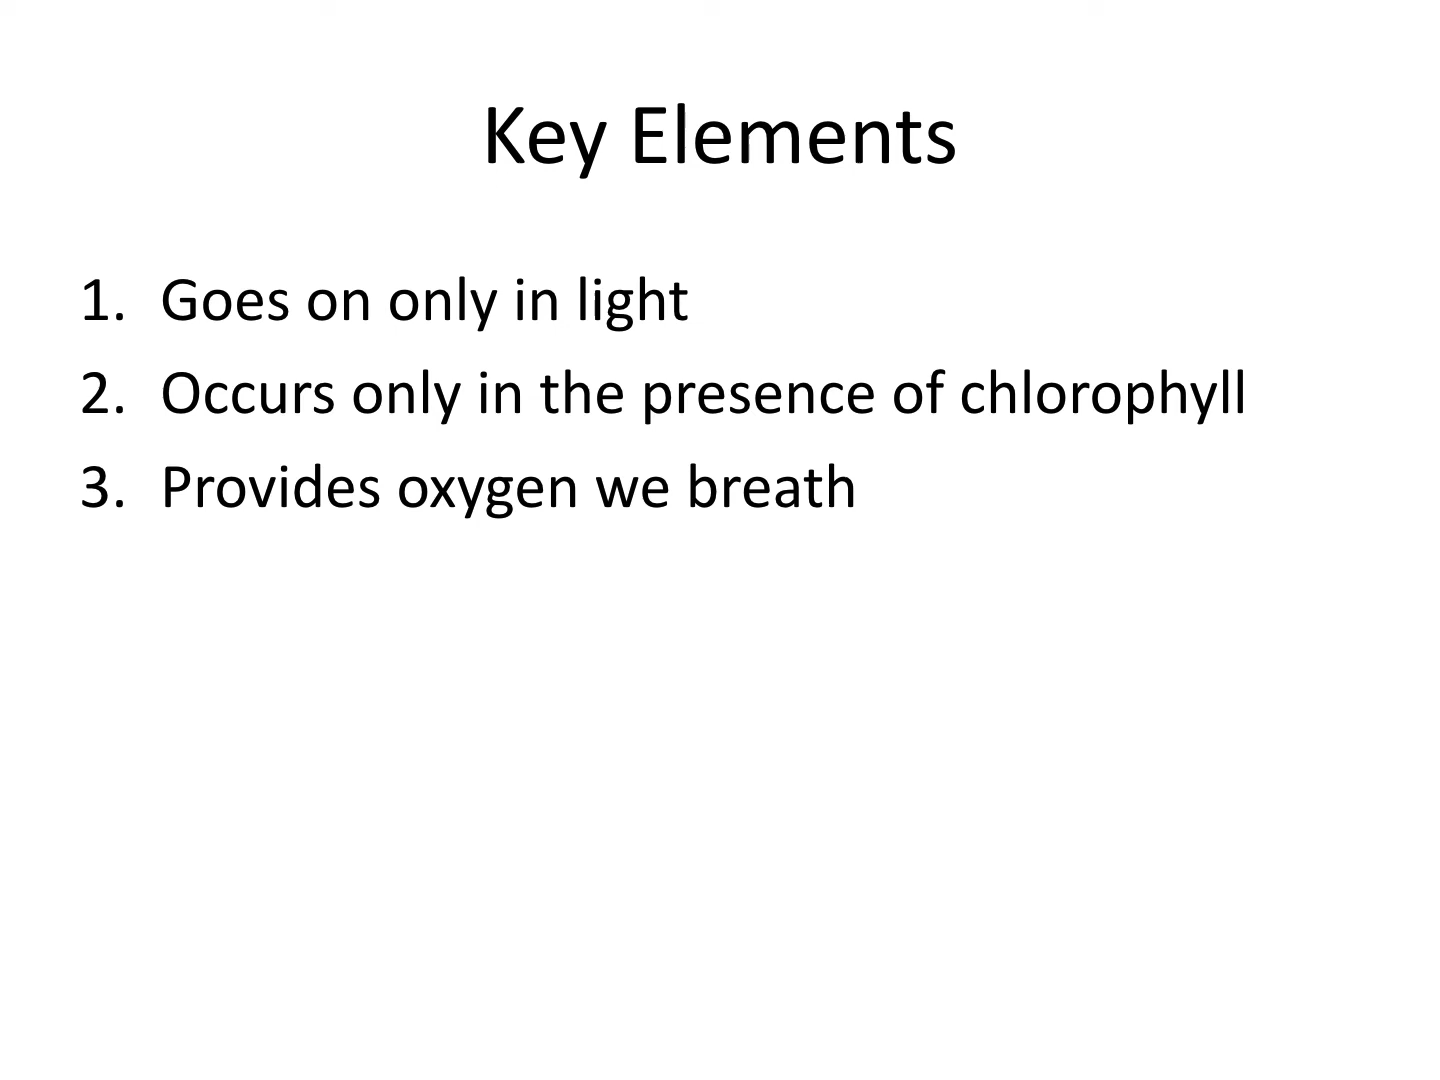 Key Elements
1. Goes on only in light
2. Occurs only in the presence of chlorophyll
3. Provides oxygen we breath